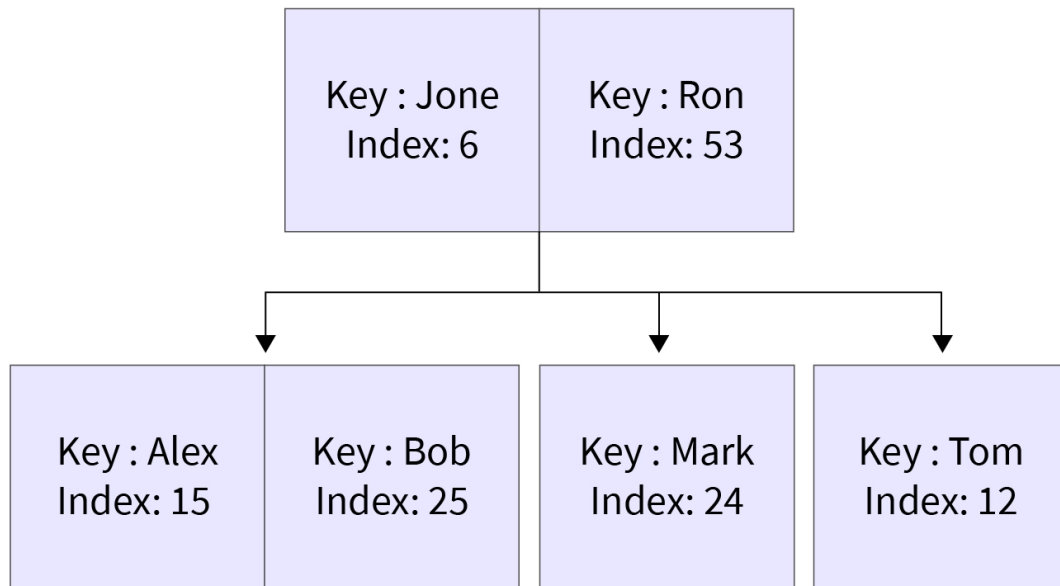 Key : Jone
Index: 6
Key : Ron
Index: 53
Key : Alex
Index: 15
Key : Bob
Index: 25
Key : Mark
Index: 24
Key : Tom
Index: 12